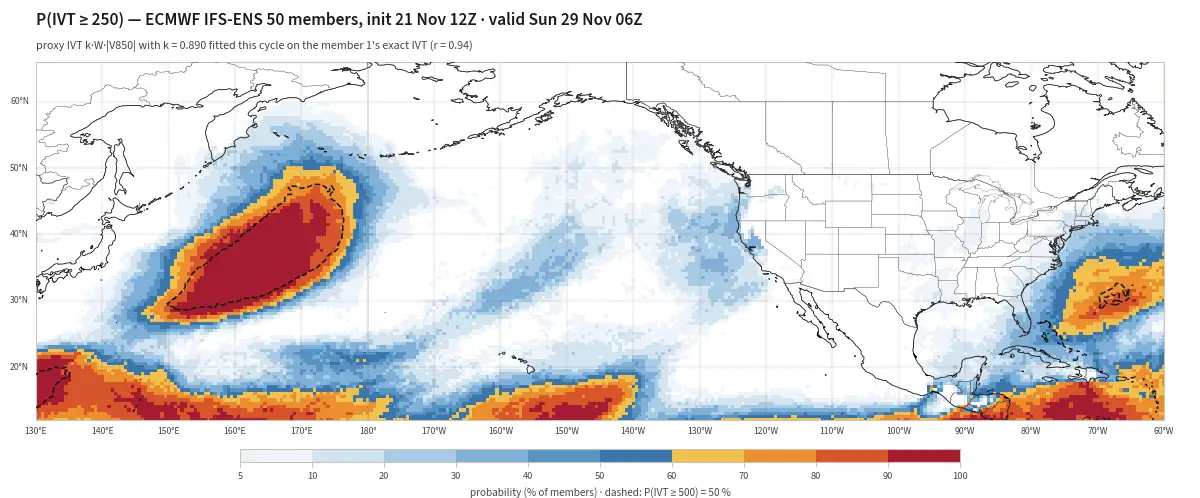 P(IVT ≥ 250) — ECMWF IFS-ENS 50 members, init 21 Nov 12Z · valid Sun 29 Nov 06Z
proxy IVT k·W·|V850| with k = 0.890 fitted this cycle on the member 1's exact IVT (r = 0.94)
60°N
50°N
40°N
30°N
20°N
130°E 140°E 150°E 160°E 170°E 180° 170°W 160°W 150°W 140°W 130°W 120°W 110°W 100°W 90°W 80°W 70°W 60°W
5 10 20 30 40 50 60 70 80 90 100
probability (% of members) · dashed: P(IVT ≥ 500) = 50 %